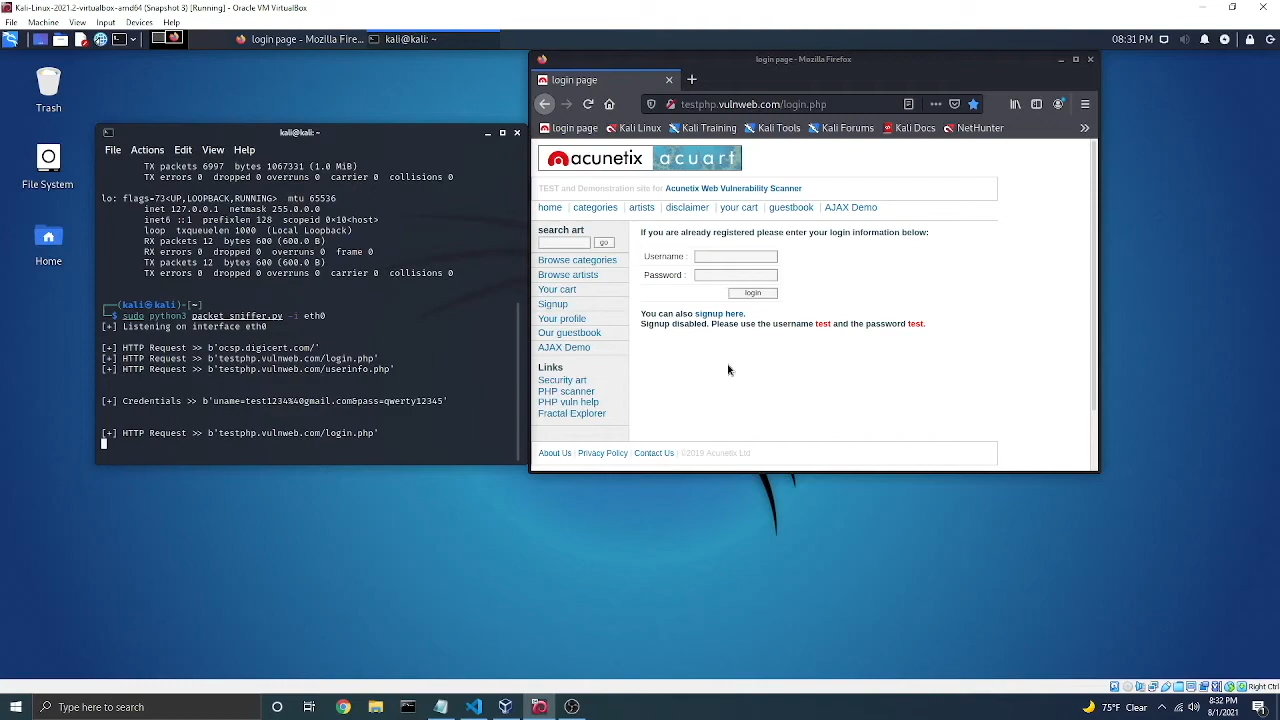 Kali-Linux-2021.2-virtualbox-amd64 (Snapshot 3) [Running] - Oracle VM VirtualBox
File Machine View Input Devices Help
login page - Mozilla Fire... kali@kali: ~ 08:31 PM
Trash
File System
Home
kali@kali:~
File Actions Edit View Help
TX packets 6997 bytes 1067331 (1.0 MiB)
TX errors 0 dropped 0 overruns 0 carrier 0 collisions 0
lo: flags=73<UP,LOOPBACK,RUNNING> mtu 65536
inet 127.0.0.1 netmask 255.0.0.0
inet6 ::1 prefixlen 128 scopeid 0×10<host>
loop txqueuelen 1000 (Local Loopback)
RX packets 12 bytes 600 (600.0 B)
RX errors 0 dropped 0 overruns 0 frame 0
TX packets 12 bytes 600 (600.0 B)
TX errors 0 dropped 0 overruns 0 carrier 0 collisions 0
(kali㉿kali)-[~]
$ sudo python3 packet_sniffer.py -i eth0
[+] Listening on interface eth0
[+] HTTP Request >> b'ocsp.digicert.com/'
[+] HTTP Request >> b'testphp.vulnweb.com/login.php'
[+] HTTP Request >> b'testphp.vulnweb.com/userinfo.php'
[+] Credentials >> b'uname=test1234%40gmail.com&pass=qwerty12345'
[+] HTTP Request >> b'testphp.vulnweb.com/login.php'
login page - Mozilla Firefox
login page
testphp.vulnweb.com/login.php
login page Kali Linux Kali Training Kali Tools Kali Forums Kali Docs NetHunter
acunetix acuart
TEST and Demonstration site for Acunetix Web Vulnerability Scanner
home | categories | artists | disclaimer | your cart | guestbook | AJAX Demo
search art
go
Browse categories
Browse artists
Your cart
Signup
Your profile
Our guestbook
AJAX Demo
Links
Security art
PHP scanner
PHP vuln help
Fractal Explorer
If you are already registered please enter your login information below:
Username :
Password :
login
You can also signup here.
Signup disabled. Please use the username test and the password test.
About Us | Privacy Policy | Contact Us | ©2019 Acunetix Ltd
Right Ctrl
Type here to search
75°F Clear
8:32 PM
8/1/2021